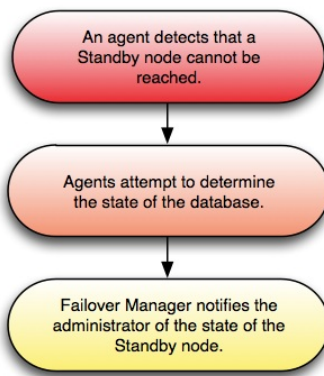 An agent detects that a
Standby node cannot be
reached.
Agents attempt to determine
the state of the database.
Failover Manager notifies the
administrator of the state of the
Standby node.